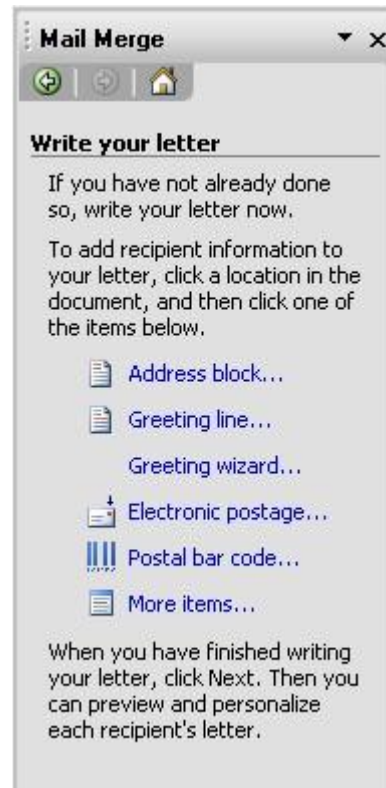 Mail Merge
Write your letter
If you have not already done
so, write your letter now.
To add recipient information to
your letter, click a location in the
document, and then click one of
the items below.
Address block...
Greeting line...
Greeting wizard...
Electronic postage...
Postal bar code...
More items...
When you have finished writing
your letter, click Next. Then you
can preview and personalize
each recipient's letter.